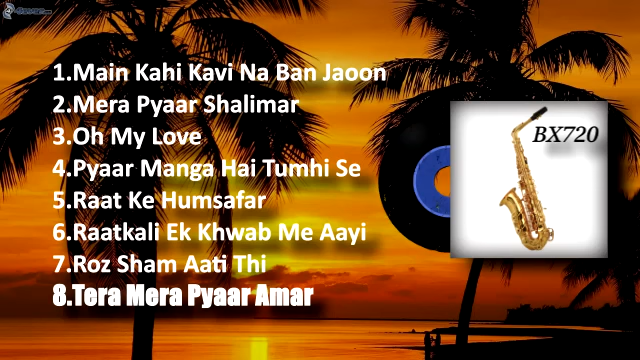 1.Main Kahi Kavi Na Ban Jaoon
2.Mera Pyaar Shalimar
3.Oh My Love
4.Pyaar Manga Hai Tumhi Se
5.Raat Ke Humsafar
6.Raatkali Ek Khwab Me Aayi
7.Roz Sham Aati Thi
8.Tera Mera Pyaar Amar
BX720